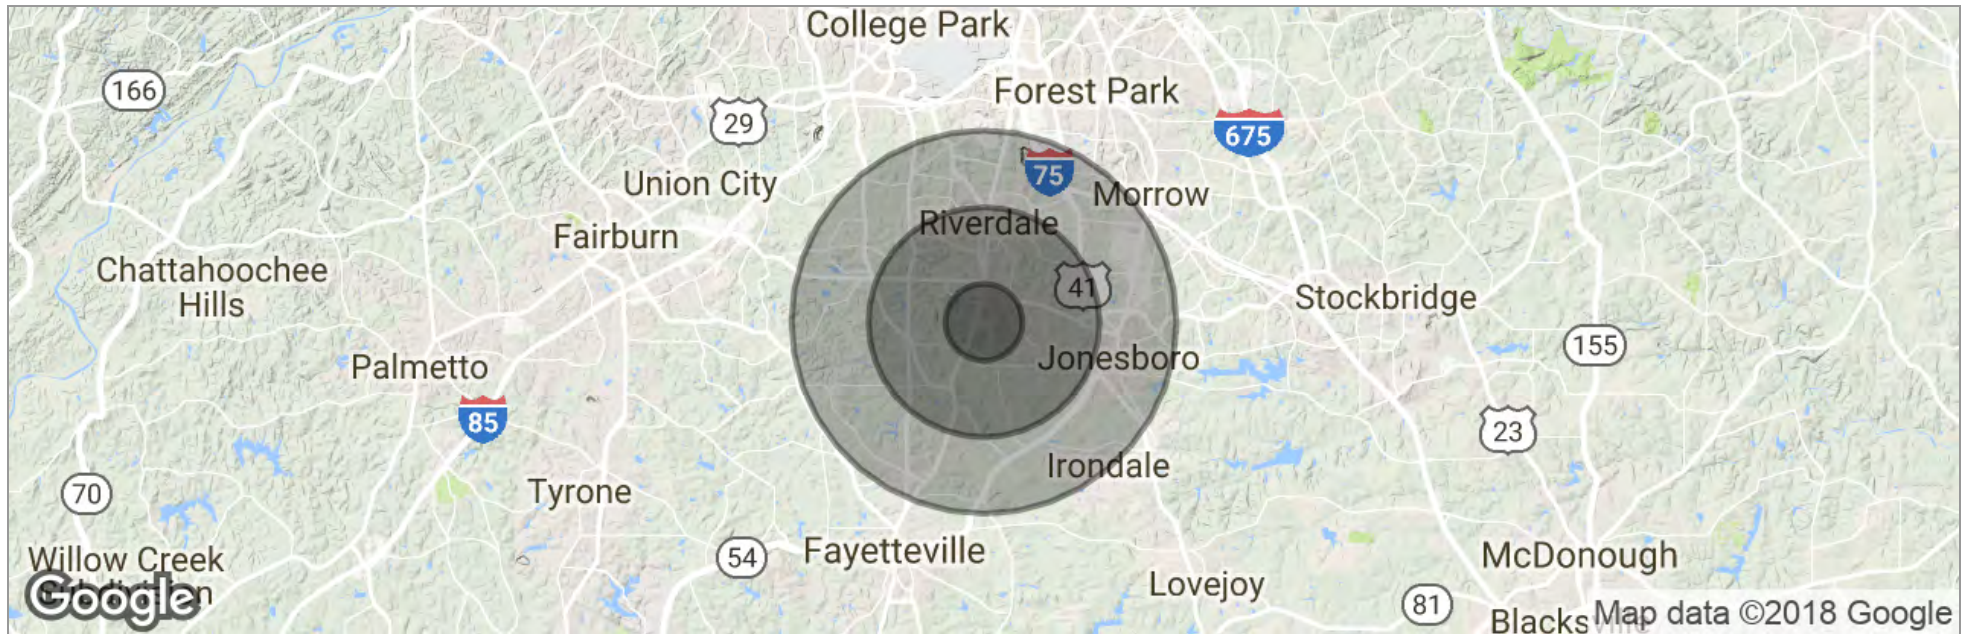 College Park
166
Forest Park
29
675
75
Union City
Morrow
Riverdale
Fairburn
Chattahoochee
Hills
41
Stockbridge
155
Jonesboro
Palmetto
85
23
Irondale
70
Tyrone
Willow Creek
54
Fayetteville
McDonough
Lovejoy
Google
81
Map data ©2018 Google